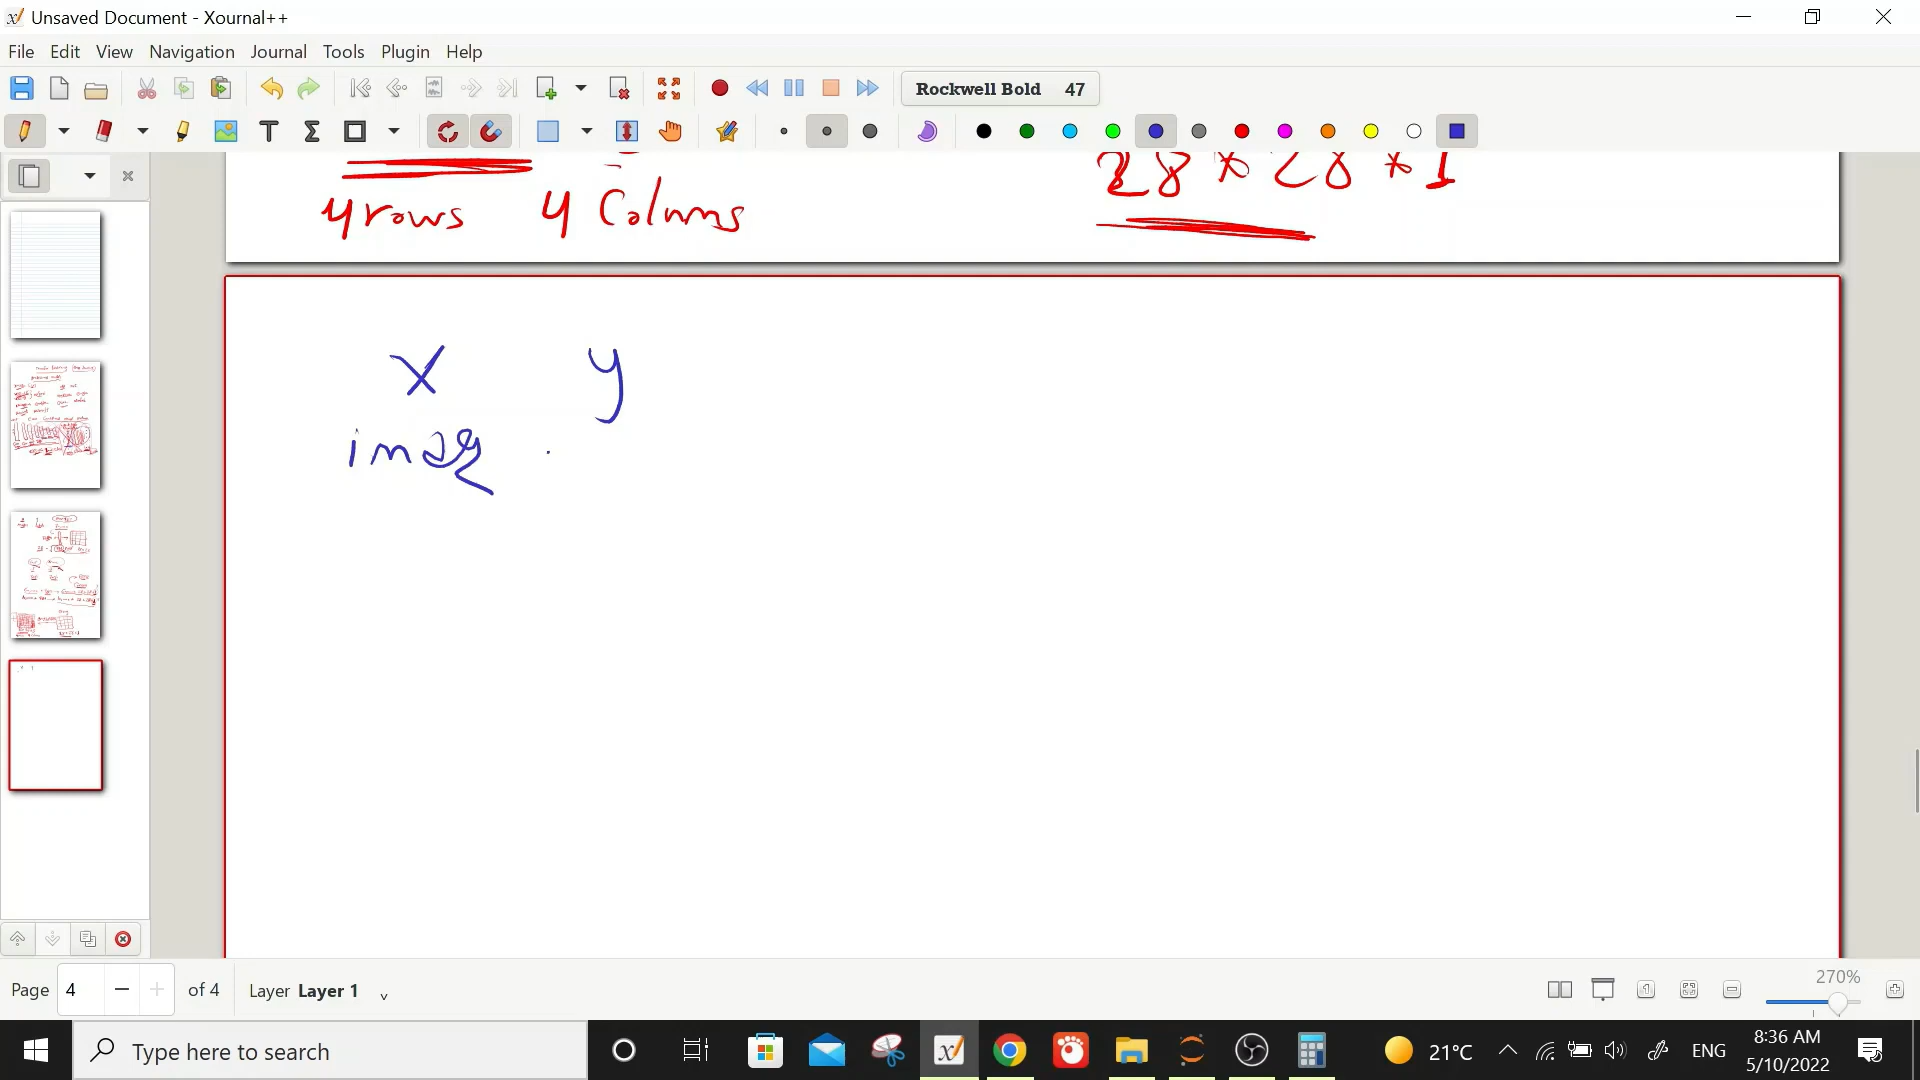 Unsaved Document - Xournal++
File Edit View Navigation Journal Tools Plugin Help
Rockwell Bold 47
28 * 28 * 1
4 rows 4 Colums
x y
imag
Page 4 of 4 Layer Layer 1 270%
Type here to search
21°C ENG 8:36 AM
5/10/2022